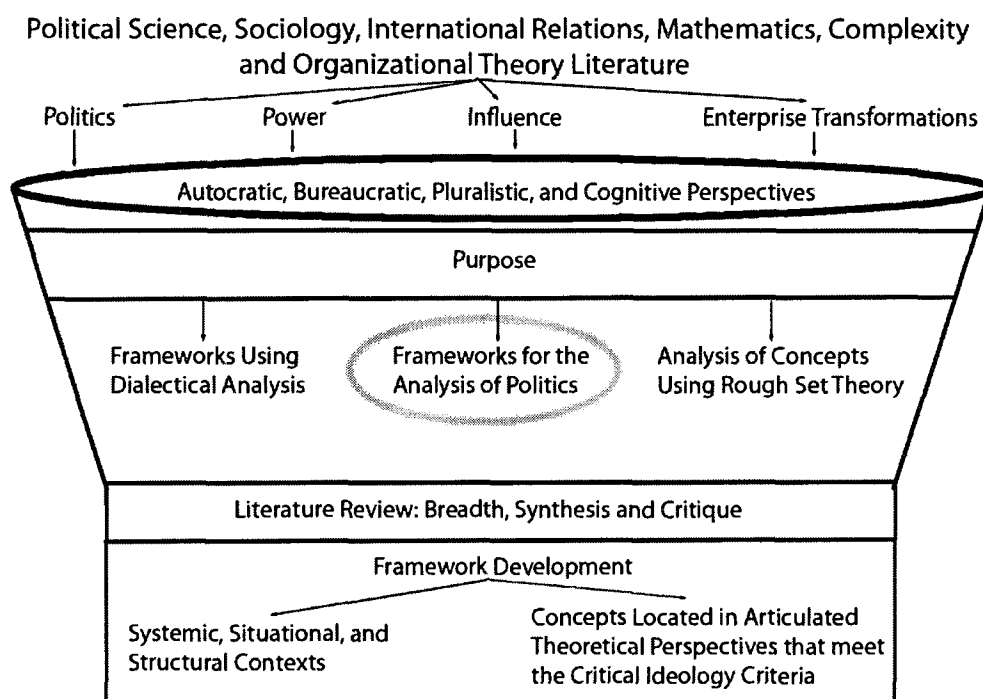 Political Science, Sociology, International Relations, Mathematics, Complexity
and Organizational Theory Literature
Politics
Power
Influence
Enterprise Transformations
Autocratic, Bureaucratic, Pluralistic, and Cognitive Perspectives
Purpose
Frameworks Using
Dialectical Analysis
Frameworks for the
Analysis of Politics
Analysis of Concepts
Using Rough Set Theory
Literature Review: Breadth, Synthesis and Critique
Framework Development
Systemic, Situational, and
Structural Contexts
Concepts Located in Articulated
Theoretical Perspectives that meet
the Critical Ideology Criteria